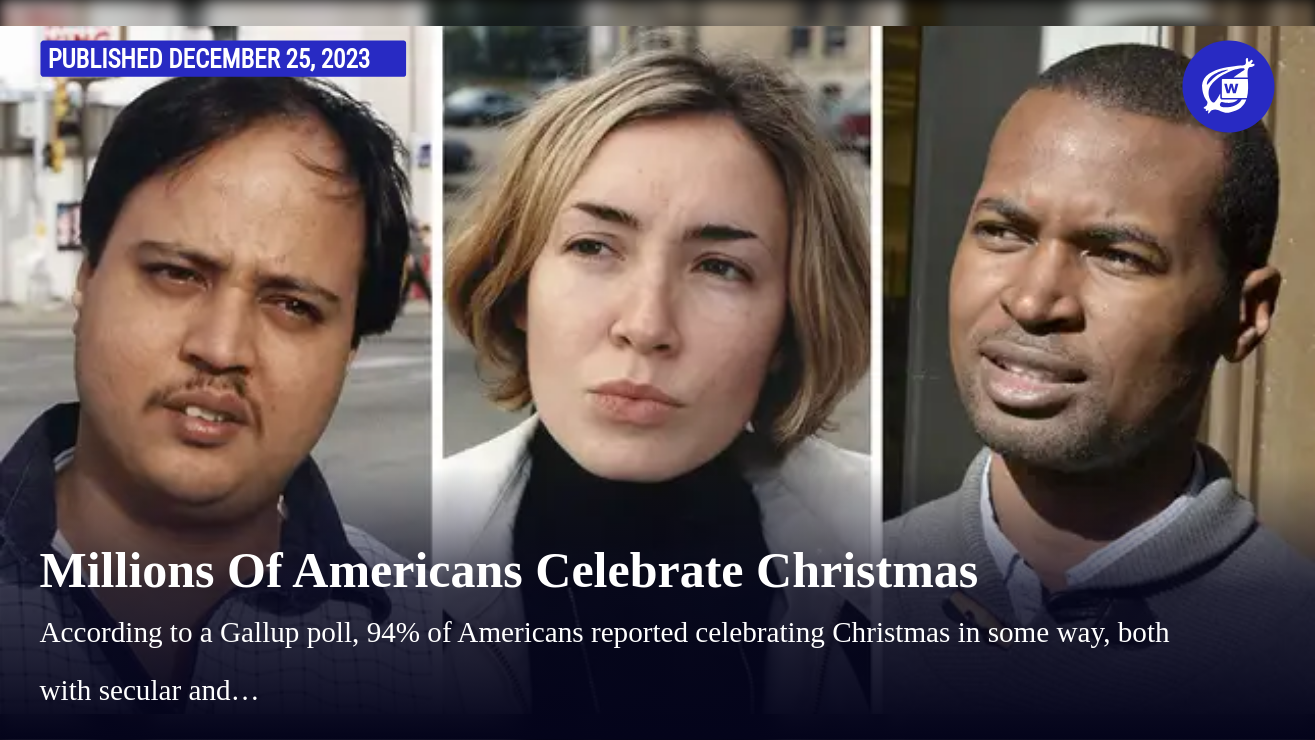 PUBLISHED DECEMBER 25, 2023
W
Millions Of Americans Celebrate Christmas
According to a Gallup poll, 94% of Americans reported celebrating Christmas in some way, both
with secular and…